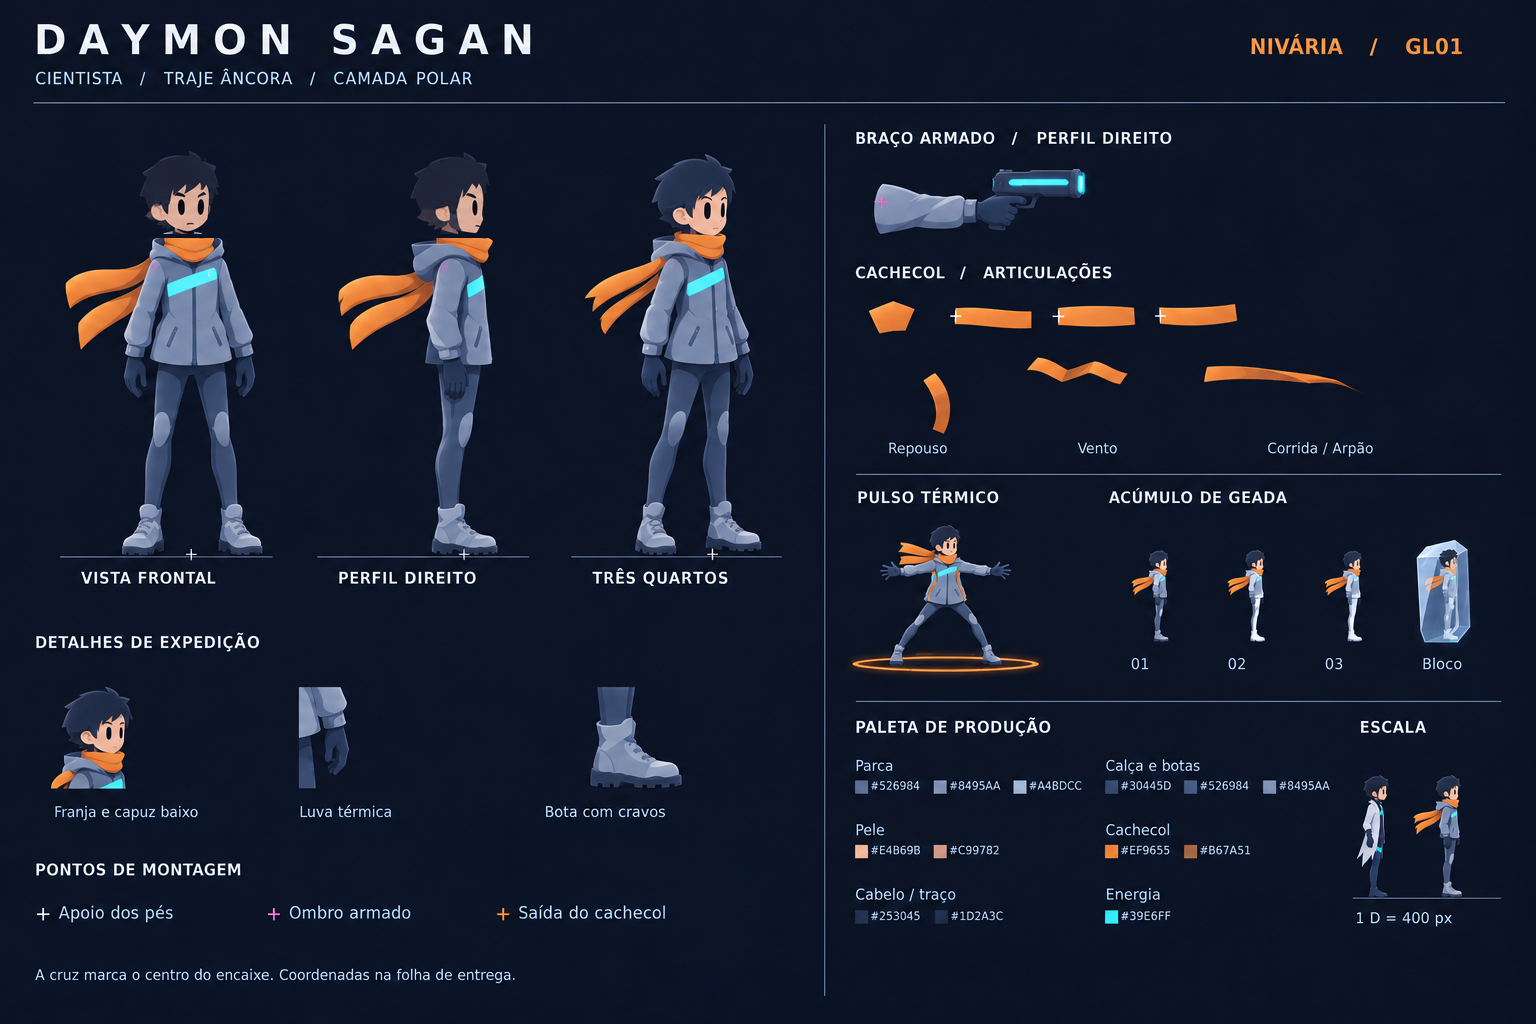 DAYMON SAGAN
CIENTISTA / TRAJE ÂNCORA / CAMADA POLAR
NIVÁRIA / GL01
VISTA FRONTAL
PERFIL DIREITO
TRÊS QUARTOS
DETALHES DE EXPEDIÇÃO
Franja e capuz baixo
Luva térmica
Bota com cravos
PONTOS DE MONTAGEM
Apoio dos pés
Ombro armado
Saída do cachecol
A cruz marca o centro do encaixe. Coordenadas na folha de entrega.
BRAÇO ARMADO / PERFIL DIREITO
CACHECOL / ARTICULAÇÕES
Repouso
Vento
Corrida / Arpão
PULSO TÉRMICO
ACÚMULO DE GEADA
01
02
03
Bloco
PALETA DE PRODUÇÃO
Parca
#526984 #8495AA #A4BDCC
Calça e botas
#30445D #526984 #8495AA
Pele
#E4B69B #C99782
Cachecol
#EF9655 #B67A51
Cabelo / traço
#253045 #1D2A3C
Energia
#39E6FF
ESCALA
1 D = 400 px